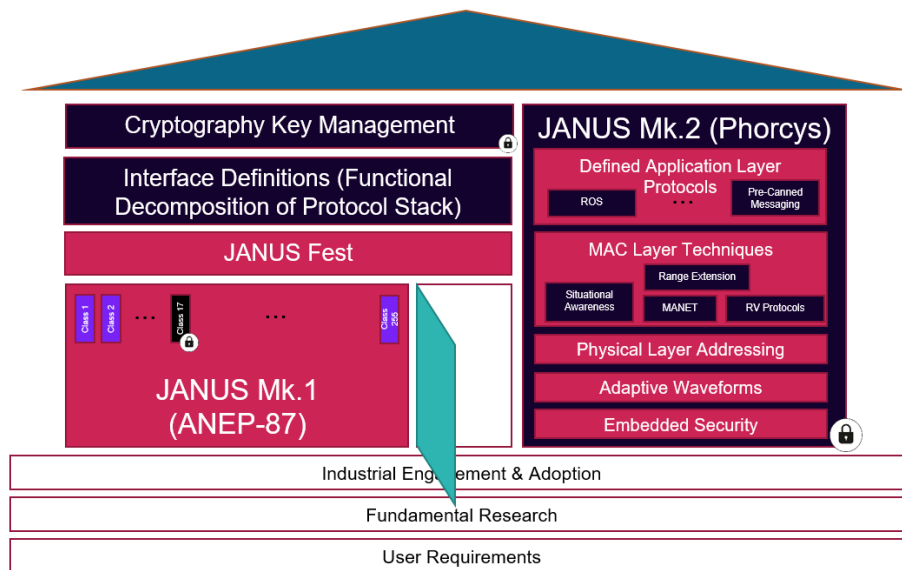 Cryptography Key Management
Interface Definitions (Functional
Decomposition of Protocol Stack)
JANUS Fest
Class 1
Class 2
...
Class 17
...
Class
255
JANUS Mk.1
(ANEP-87)
JANUS Mk.2 (Phorcys)
Defined Application Layer
Protocols
ROS
...
Pre-Canned
Messaging
MAC Layer Techniques
Range Extension
Situational
Awareness
MANET
RV Protocols
Physical Layer Addressing
Adaptive Waveforms
Embedded Security
Industrial Engagement & Adoption
Fundamental Research
User Requirements